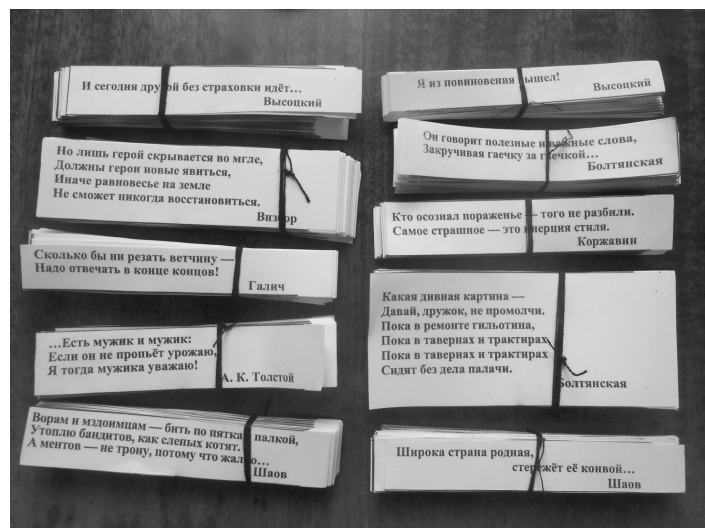 И сегодня другой без страховки идёт…
Высоцкий
Но лишь герой скрывается во мгле,
Должны герои новые явиться,
Иначе равновесье на земле
Не сможет никогда восстановиться.
Визбор
Сколько бы ни резать ветчину —
Надо отвечать в конце концов!
Галич
…Есть мужик и мужик:
Если он не пропьёт урожаю,
Я тогда мужика уважаю!
А. К. Толстой
Ворам и мздоимцам — бить по пяткам палкой,
Утоплю бандитов, как слепых котят.
А ментов — не трону, потому что жалко…
Шаов
Я из повиновения вышел!
Высоцкий
Он говорит полезные и важные слова,
Закручивая гаечку за гаечкой…
Болтянская
Кто осознал пораженье — того не разбили.
Самое страшное — это инерция стиля.
Коржавин
Какая дивная картина —
Давай, дружок, не промолчи.
Пока в ремонте гильотина,
Пока в тавернах и трактирах
Пока в тавернах и трактирах
Сидят без дела палачи.
Болтянская
Широка страна родная,
стережёт её конвой…
Шаов